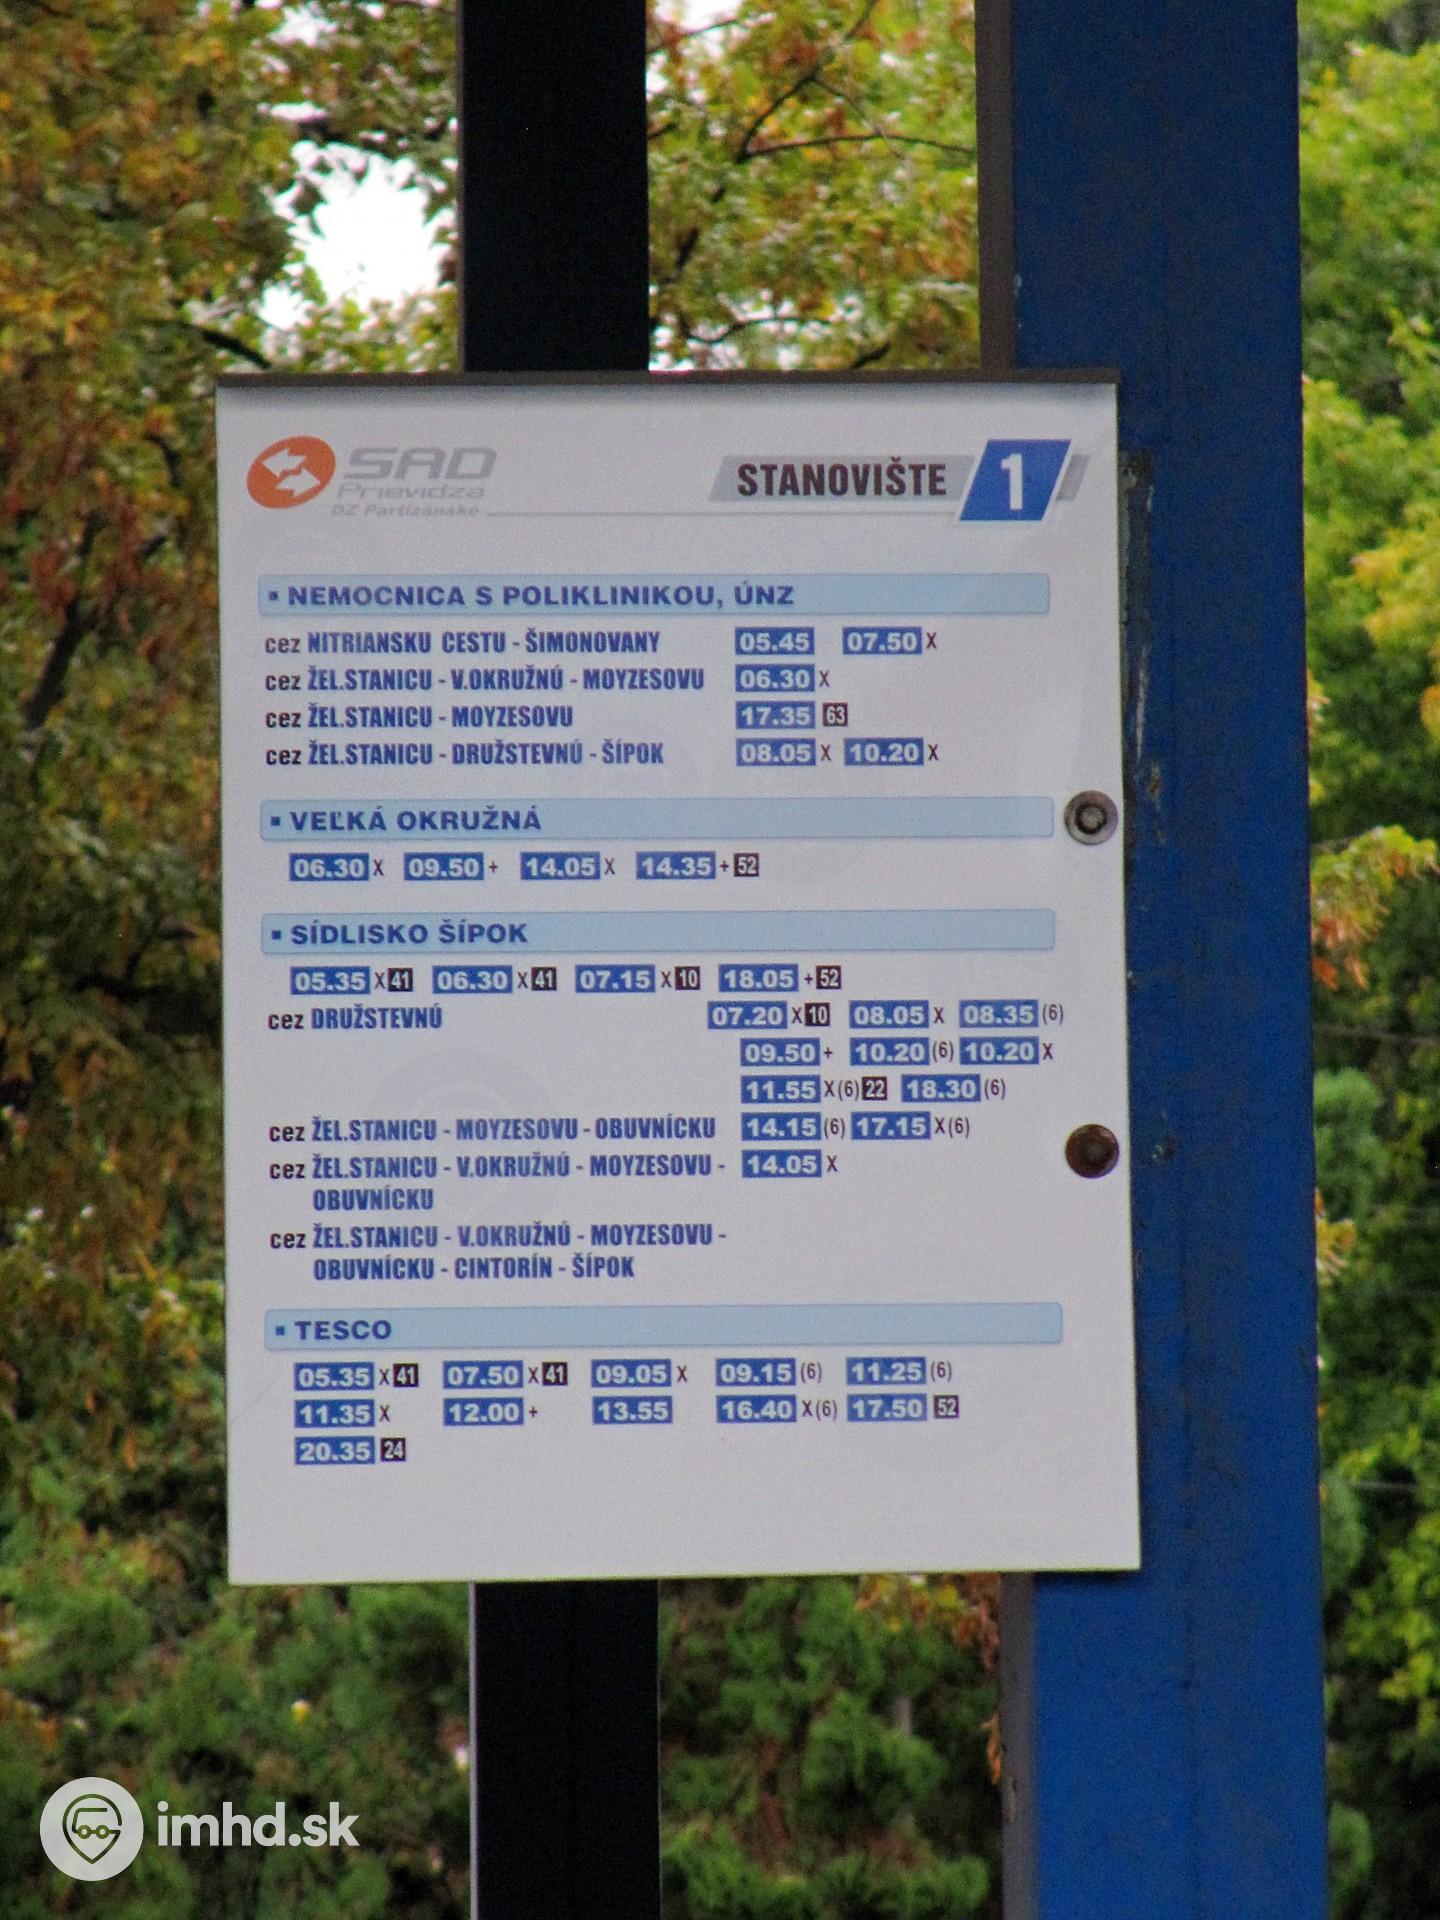 SAD
Prievidza
DZ Partizánske
STANOVIŠTE 1
▪ NEMOCNICA S POLIKLINIKOU, ÚNZ
cez NITRIANSKU CESTU - ŠIMONOVANY 05.45 07.50 X
cez ŽEL.STANICU - V.OKRUŽNÚ - MOYZESOVU 06.30 X
cez ŽEL.STANICU - MOYZESOVU 17.35 63
cez ŽEL.STANICU - DRUŽSTEVNÚ - ŠÍPOK 08.05 X 10.20 X
▪ VEĽKÁ OKRUŽNÁ
06.30 X 09.50 + 14.05 X 14.35 + 52
▪ SÍDLISKO ŠÍPOK
05.35 X 41 06.30 X 41 07.15 X 10 18.05 + 52
cez DRUŽSTEVNÚ 07.20 X 10 08.05 X 08.35 (6)
09.50 + 10.20 (6) 10.20 X
11.55 X (6) 22 18.30 (6)
cez ŽEL.STANICU - MOYZESOVU - OBUVNÍCKU 14.15 (6) 17.15 X (6)
cez ŽEL.STANICU - V.OKRUŽNÚ - MOYZESOVU - 14.05 X
OBUVNÍCKU
cez ŽEL.STANICU - V.OKRUŽNÚ - MOYZESOVU -
OBUVNÍCKU - CINTORÍN - ŠÍPOK
▪ TESCO
05.35 X 41 07.50 X 41 09.05 X 09.15 (6) 11.25 (6)
11.35 X 12.00 + 13.55 16.40 X (6) 17.50 52
20.35 24
imhd.sk